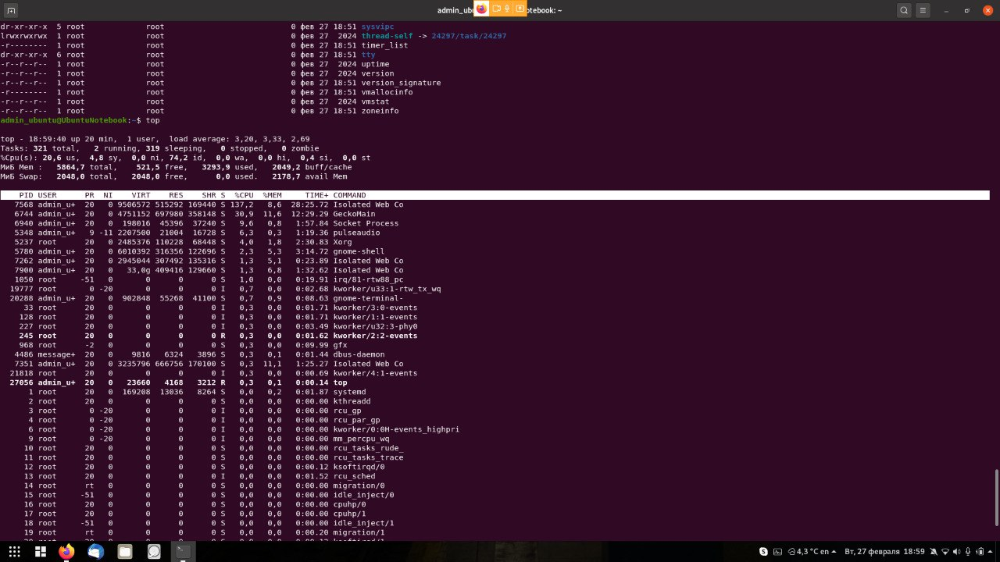 admin_ubu
otebook: ~
dr-xr-xr-x 5 root root 0 фев 27 18:51 sysvipc
lrwxrwxrwx 1 root root 0 фев 27 2024 thread-self -> 24297/task/24297
-r-------- 1 root root 0 фев 27 18:51 timer_list
dr-xr-xr-x 6 root root 0 фев 27 18:51 tty
-r--r--r-- 1 root root 0 фев 27 2024 uptime
-r--r--r-- 1 root root 0 фев 27 2024 version
-r--r--r-- 1 root root 0 фев 27 18:51 version_signature
-r-------- 1 root root 0 фев 27 18:51 vmallocinfo
-r--r--r-- 1 root root 0 фев 27 2024 vmstat
-r--r--r-- 1 root root 0 фев 27 18:51 zoneinfo
admin_ubuntu@UbuntuNotebook:~$ top
top - 18:59:40 up 20 min, 1 user, load average: 3,20, 3,33, 2,69
Tasks: 321 total, 2 running, 319 sleeping, 0 stopped, 0 zombie
%Cpu(s): 20,6 us, 4,8 sy, 0,0 ni, 74,2 id, 0,0 wa, 0,0 hi, 0,4 si, 0,0 st
МиБ Mem : 5864,7 total, 521,5 free, 3293,9 used, 2049,2 buff/cache
МиБ Swap: 2048,0 total, 2048,0 free, 0,0 used. 2178,7 avail Mem
PID USER PR NI VIRT RES SHR S %CPU %MEM TIME+ COMMAND
7568 admin_u+ 20 0 9506572 515292 169440 S 137,2 8,6 28:25.72 Isolated Web Co
6744 admin_u+ 20 0 4751152 697980 358148 S 30,9 11,6 12:29.29 GeckoMain
6940 admin_u+ 20 0 198016 45396 37240 S 9,6 0,8 1:57.84 Socket Process
5348 admin_u+ 9 -11 2207500 21004 16728 S 6,3 0,3 1:19.36 pulseaudio
5237 root 20 0 2485376 110228 68448 S 4,0 1,8 2:30.83 Xorg
5780 admin_u+ 20 0 6010392 316356 122696 S 2,3 5,3 3:14.72 gnome-shell
7262 admin_u+ 20 0 2945044 307492 135316 S 1,3 5,1 0:23.89 Isolated Web Co
7900 admin_u+ 20 0 33,0g 409416 129660 S 1,3 6,8 1:32.62 Isolated Web Co
1050 root -51 0 0 0 0 S 1,0 0,0 0:19.91 irq/81-rtw88_pc
19777 root 0 -20 0 0 0 I 0,7 0,0 0:02.68 kworker/u33:1-rtw_tx_wq
20288 admin_u+ 20 0 902848 55268 41100 S 0,7 0,9 0:08.63 gnome-terminal-
33 root 20 0 0 0 0 I 0,3 0,0 0:01.71 kworker/3:0-events
128 root 20 0 0 0 0 I 0,3 0,0 0:01.71 kworker/1:1-events
227 root 20 0 0 0 0 I 0,3 0,0 0:03.49 kworker/u32:3-phy0
245 root 20 0 0 0 0 R 0,3 0,0 0:01.62 kworker/2:2-events
968 root -2 0 0 0 0 S 0,3 0,0 0:09.99 gfx
4486 message+ 20 0 9816 6324 3896 S 0,3 0,1 0:01.44 dbus-daemon
7351 admin_u+ 20 0 3235796 666756 170100 S 0,3 11,1 1:25.27 Isolated Web Co
21818 root 20 0 0 0 0 I 0,3 0,0 0:00.69 kworker/4:1-events
27056 admin_u+ 20 0 23660 4168 3212 R 0,3 0,1 0:00.14 top
1 root 20 0 169208 13036 8264 S 0,0 0,2 0:01.87 systemd
2 root 20 0 0 0 0 S 0,0 0,0 0:00.00 kthreadd
3 root 0 -20 0 0 0 I 0,0 0,0 0:00.00 rcu_gp
4 root 0 -20 0 0 0 I 0,0 0,0 0:00.00 rcu_par_gp
6 root 0 -20 0 0 0 I 0,0 0,0 0:00.00 kworker/0:0H-events_highpri
9 root 0 -20 0 0 0 I 0,0 0,0 0:00.00 mm_percpu_wq
10 root 20 0 0 0 0 S 0,0 0,0 0:00.00 rcu_tasks_rude_
11 root 20 0 0 0 0 S 0,0 0,0 0:00.00 rcu_tasks_trace
12 root 20 0 0 0 0 S 0,0 0,0 0:00.12 ksoftirqd/0
13 root 20 0 0 0 0 I 0,0 0,0 0:01.52 rcu_sched
14 root rt 0 0 0 0 S 0,0 0,0 0:00.00 migration/0
15 root -51 0 0 0 0 S 0,0 0,0 0:00.00 idle_inject/0
16 root 20 0 0 0 0 S 0,0 0,0 0:00.00 cpuhp/0
17 root 20 0 0 0 0 S 0,0 0,0 0:00.00 cpuhp/1
18 root -51 0 0 0 0 S 0,0 0,0 0:00.00 idle_inject/1
19 root rt 0 0 0 0 S 0,0 0,0 0:00.20 migration/1
4,3 °C en Вт, 27 февраля 18:59